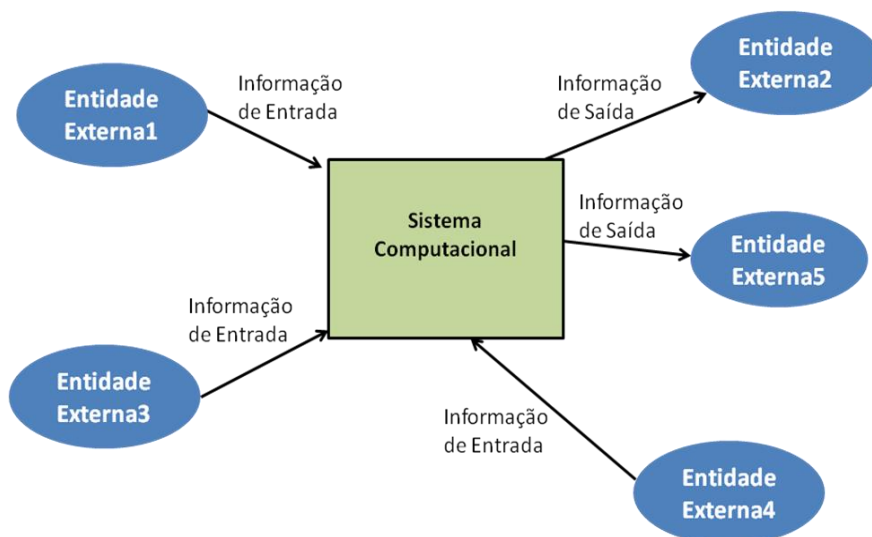 Entidade
Externa1
Informação
de Entrada
Informação
de Saída
Entidade
Externa2
Sistema
Computacional
Informação
de Saída
Entidade
Externa5
Informação
de Entrada
Entidade
Externa3
Informação
de Entrada
Entidade
Externa4